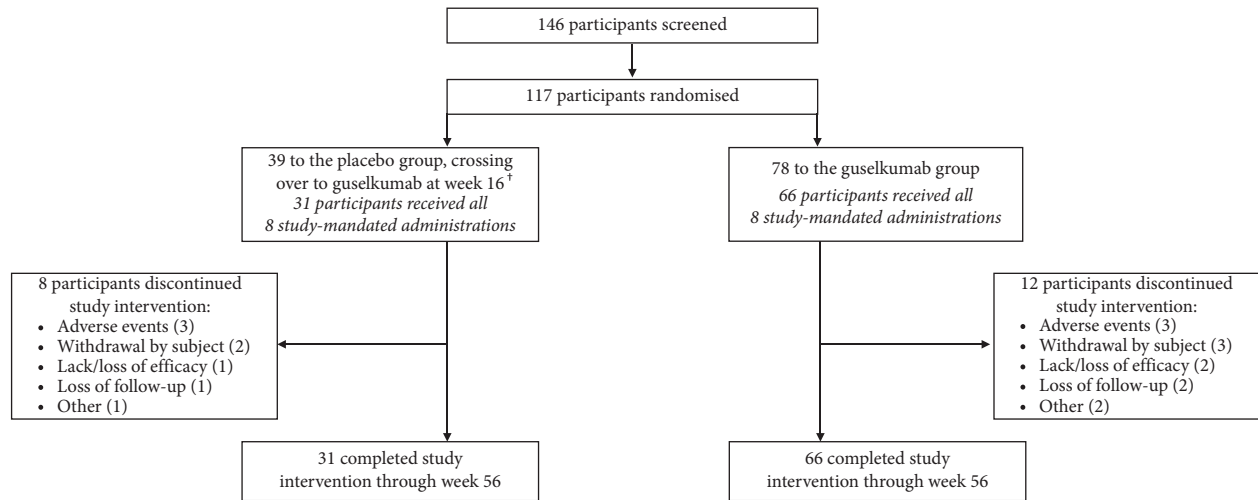 146 participants screened
117 participants randomised
39 to the placebo group, crossing
over to guselkumab at week 16†
31 participants received all
8 study-mandated administrations
78 to the guselkumab group
66 participants received all
8 study-mandated administrations
8 participants discontinued
study intervention:
• Adverse events (3)
• Withdrawal by subject (2)
• Lack/loss of efficacy (1)
• Loss of follow-up (1)
• Other (1)
12 participants discontinued
study intervention:
• Adverse events (3)
• Withdrawal by subject (3)
• Lack/loss of efficacy (2)
• Loss of follow-up (2)
• Other (2)
31 completed study
intervention through week 56
66 completed study
intervention through week 56